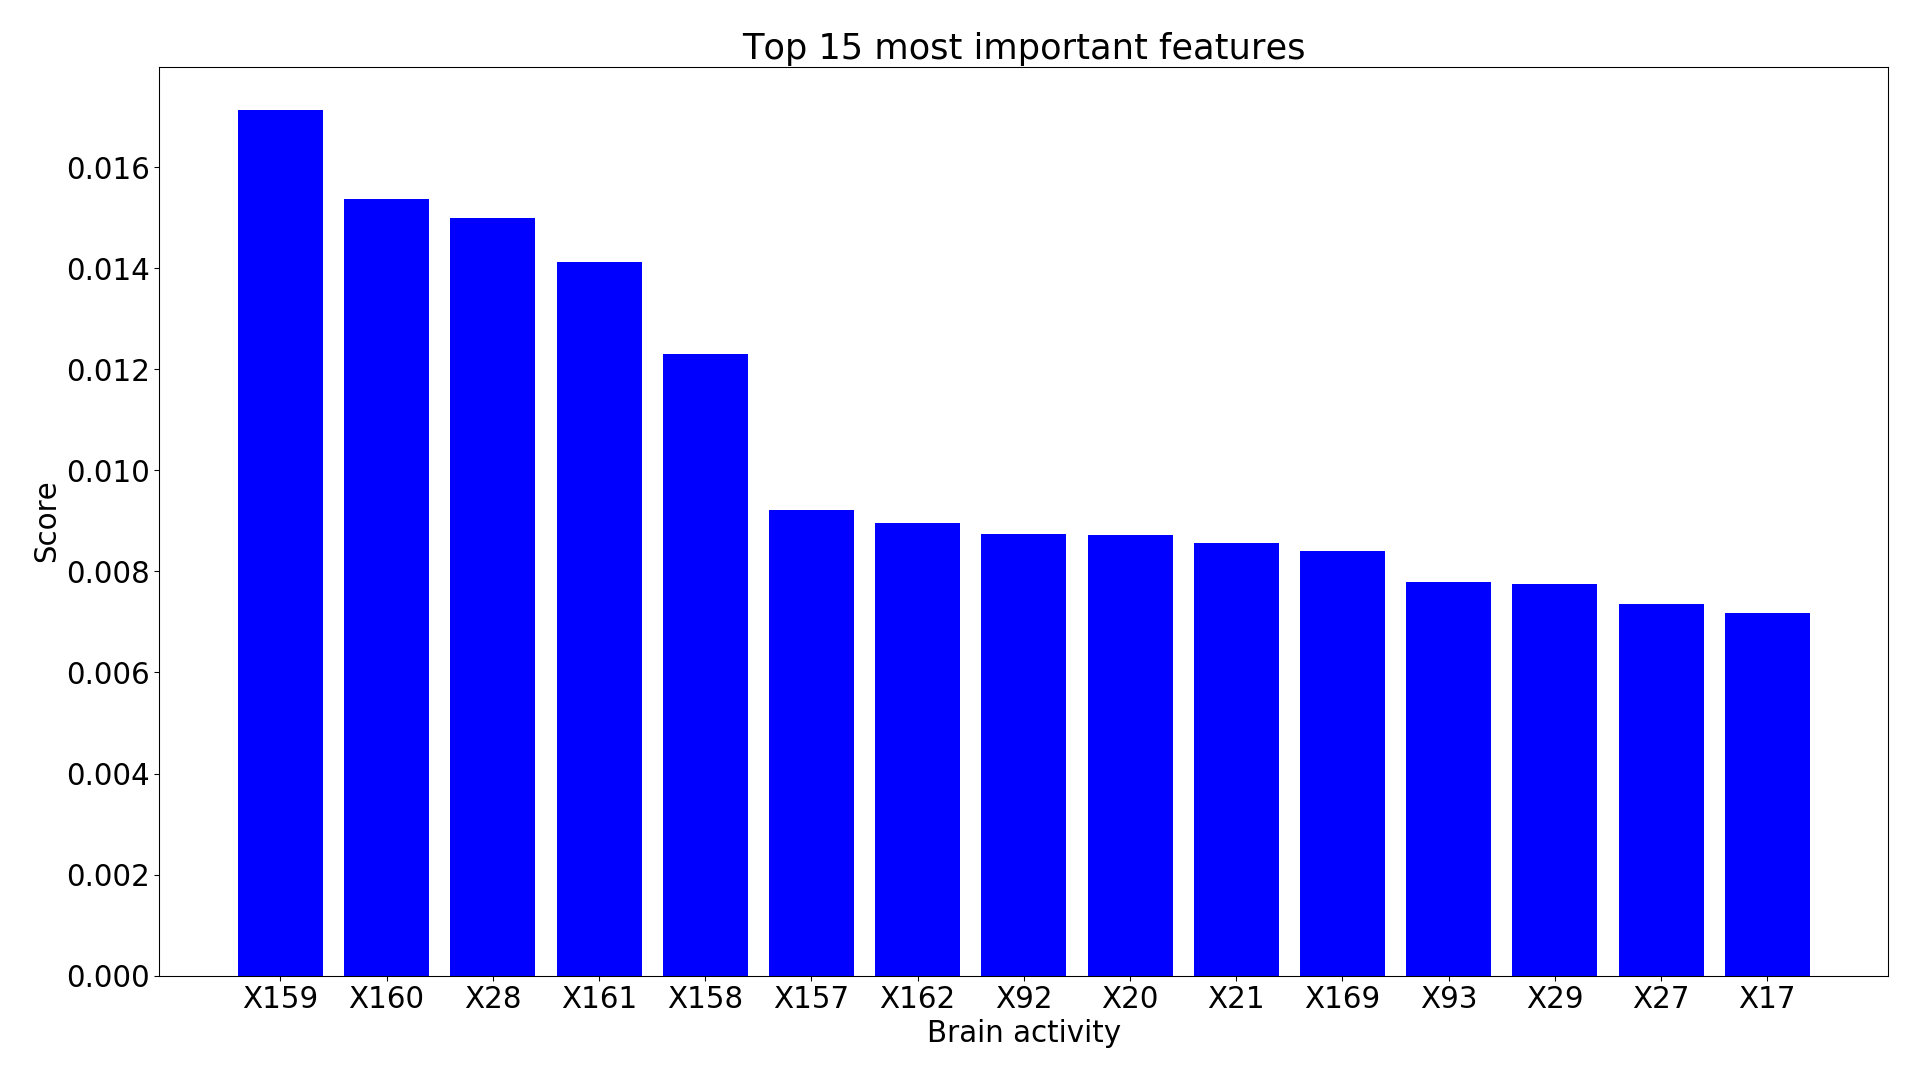 Top 15 most important features
0.016
0.014
0.012
0.010
0.008
0.006
0.004
0.002
0.000
Score
X159 X160 X28 X161 X158 X157 X162 X92 X20 X21 X169 X93 X29 X27 X17
Brain activity